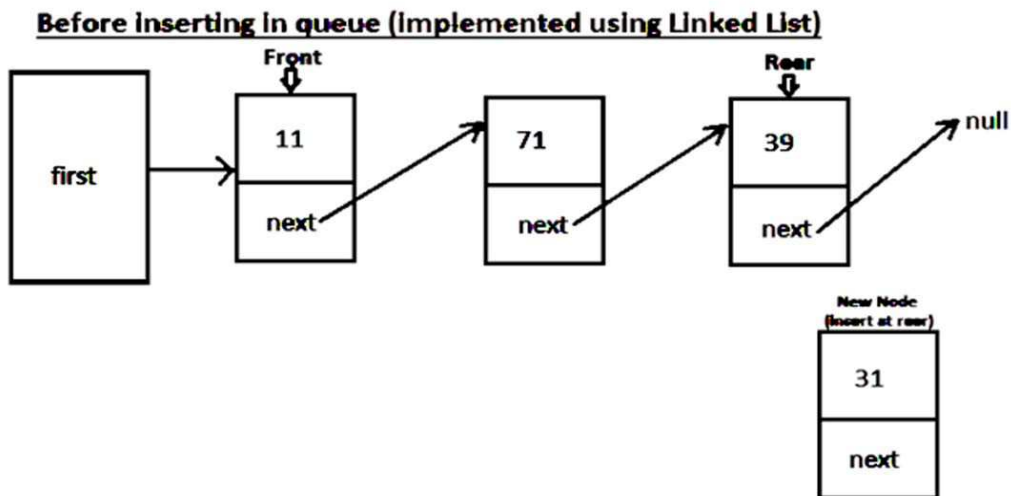 Before inserting in queue (implemented using Linked List)
Front
Rear
11
71
39
null
first
next
next
next
New Node
(insert at rear)
31
next